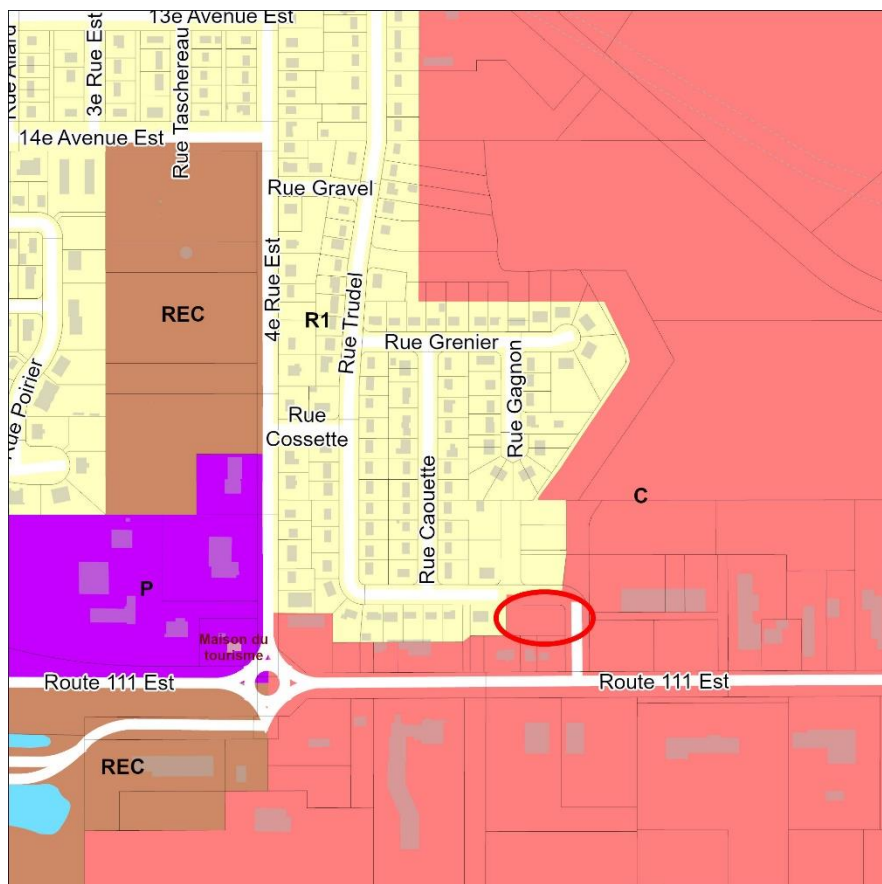 13e Avenue Est
Rue Allard
3e Rue Est
Rue Taschereau
14e Avenue Est
Rue Gravel
REC
4e Rue Est
R1
Rue Trudel
Rue Grenier
Rue Poirier
Rue Gagnon
Rue
Cossette
C
Rue Caouette
P
Maison du
tourisme
Route 111 Est
Route 111 Est
REC